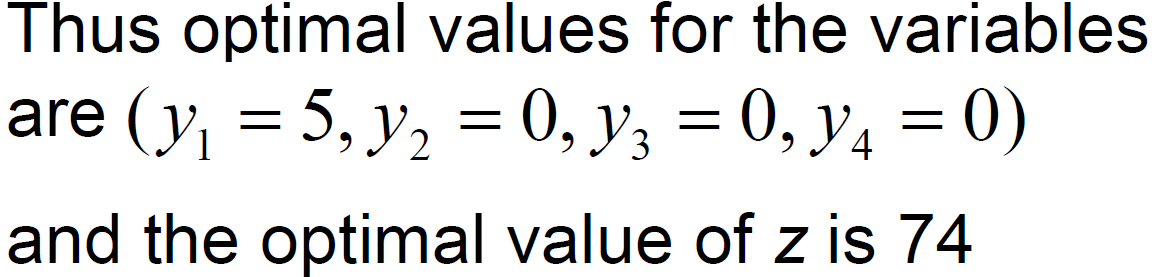 Thus optimal values for the variables
are (y₁ = 5, y₂ = 0, y₃ = 0, y₄ = 0)
and the optimal value of z is 74